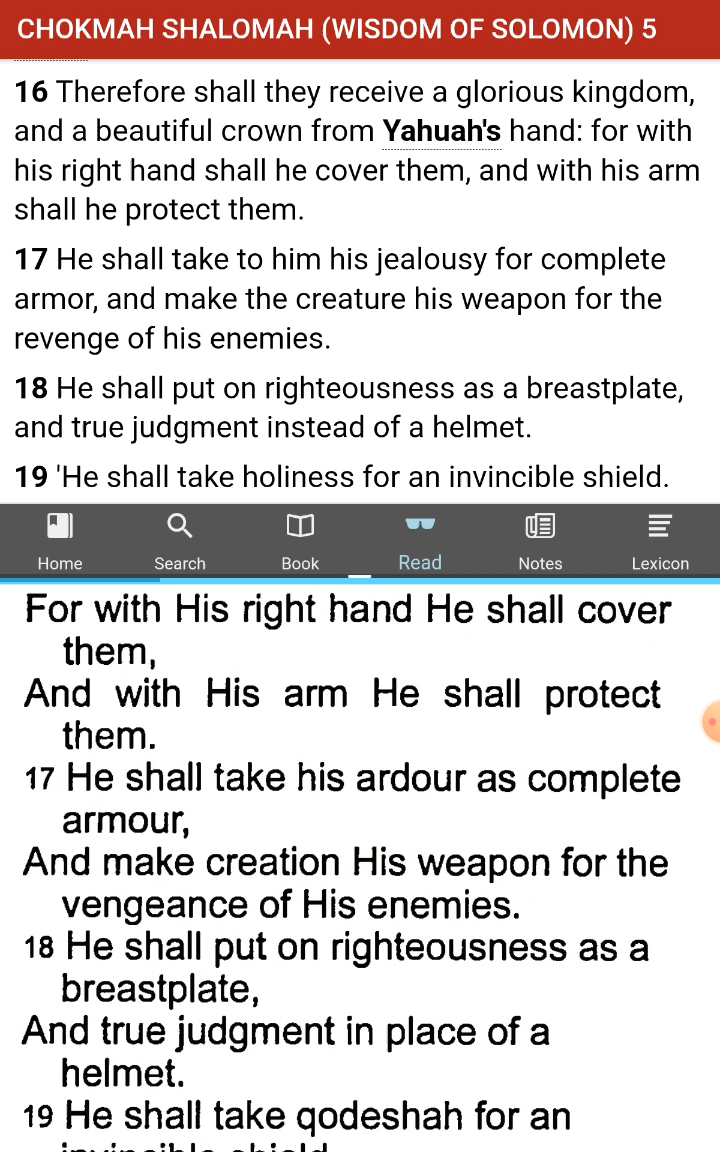 CHOKMAH SHALOMAH (WISDOM OF SOLOMON) 5
16 Therefore shall they receive a glorious kingdom,
and a beautiful crown from Yahuah's hand: for with
his right hand shall he cover them, and with his arm
shall he protect them.
17 He shall take to him his jealousy for complete
armor, and make the creature his weapon for the
revenge of his enemies.
18 He shall put on righteousness as a breastplate,
and true judgment instead of a helmet.
19 'He shall take holiness for an invincible shield.
Home Search Book Read Notes Lexicon
For with His right hand He shall cover
them,
And with His arm He shall protect
them.
17 He shall take his ardour as complete
armour,
And make creation His weapon for the
vengeance of His enemies.
18 He shall put on righteousness as a
breastplate,
And true judgment in place of a
helmet.
19 He shall take qodeshah for an
invincible shield